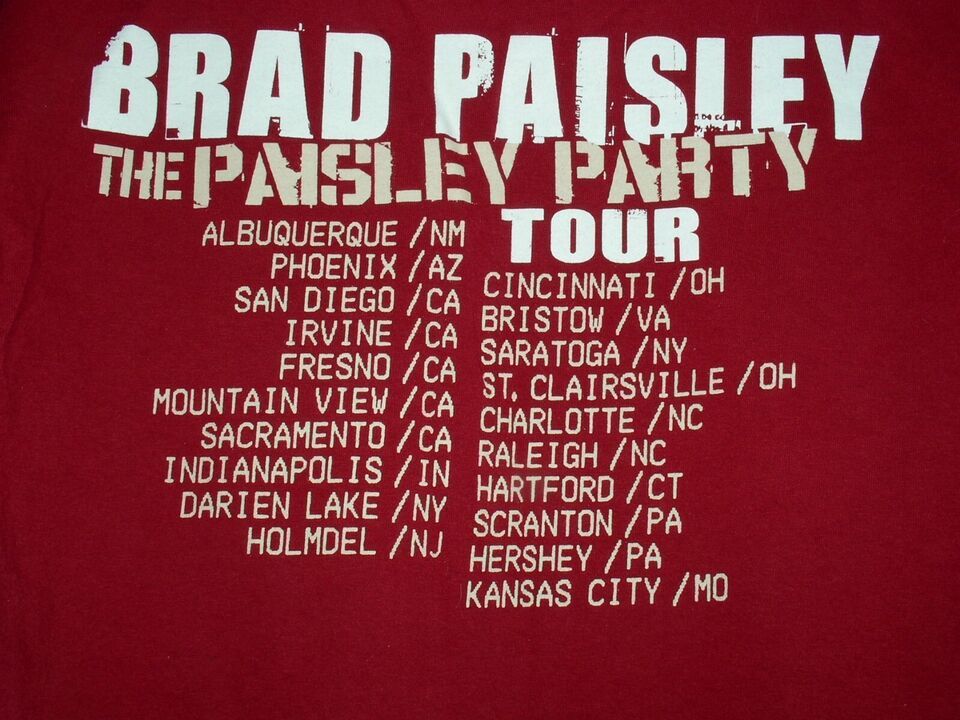 BRAD PAISLEY
THE PAISLEY PARTY
TOUR
ALBUQUERQUE /NM
PHOENIX /AZ
SAN DIEGO /CA
IRVINE /CA
FRESNO /CA
MOUNTAIN VIEW /CA
SACRAMENTO /CA
INDIANAPOLIS /IN
DARIEN LAKE /NY
HOLMDEL /NJ
CINCINNATI /OH
BRISTOW /VA
SARATOGA /NY
ST. CLAIRSVILLE /OH
CHARLOTTE /NC
RALEIGH /NC
HARTFORD /CT
SCRANTON /PA
HERSHEY /PA
KANSAS CITY /MO